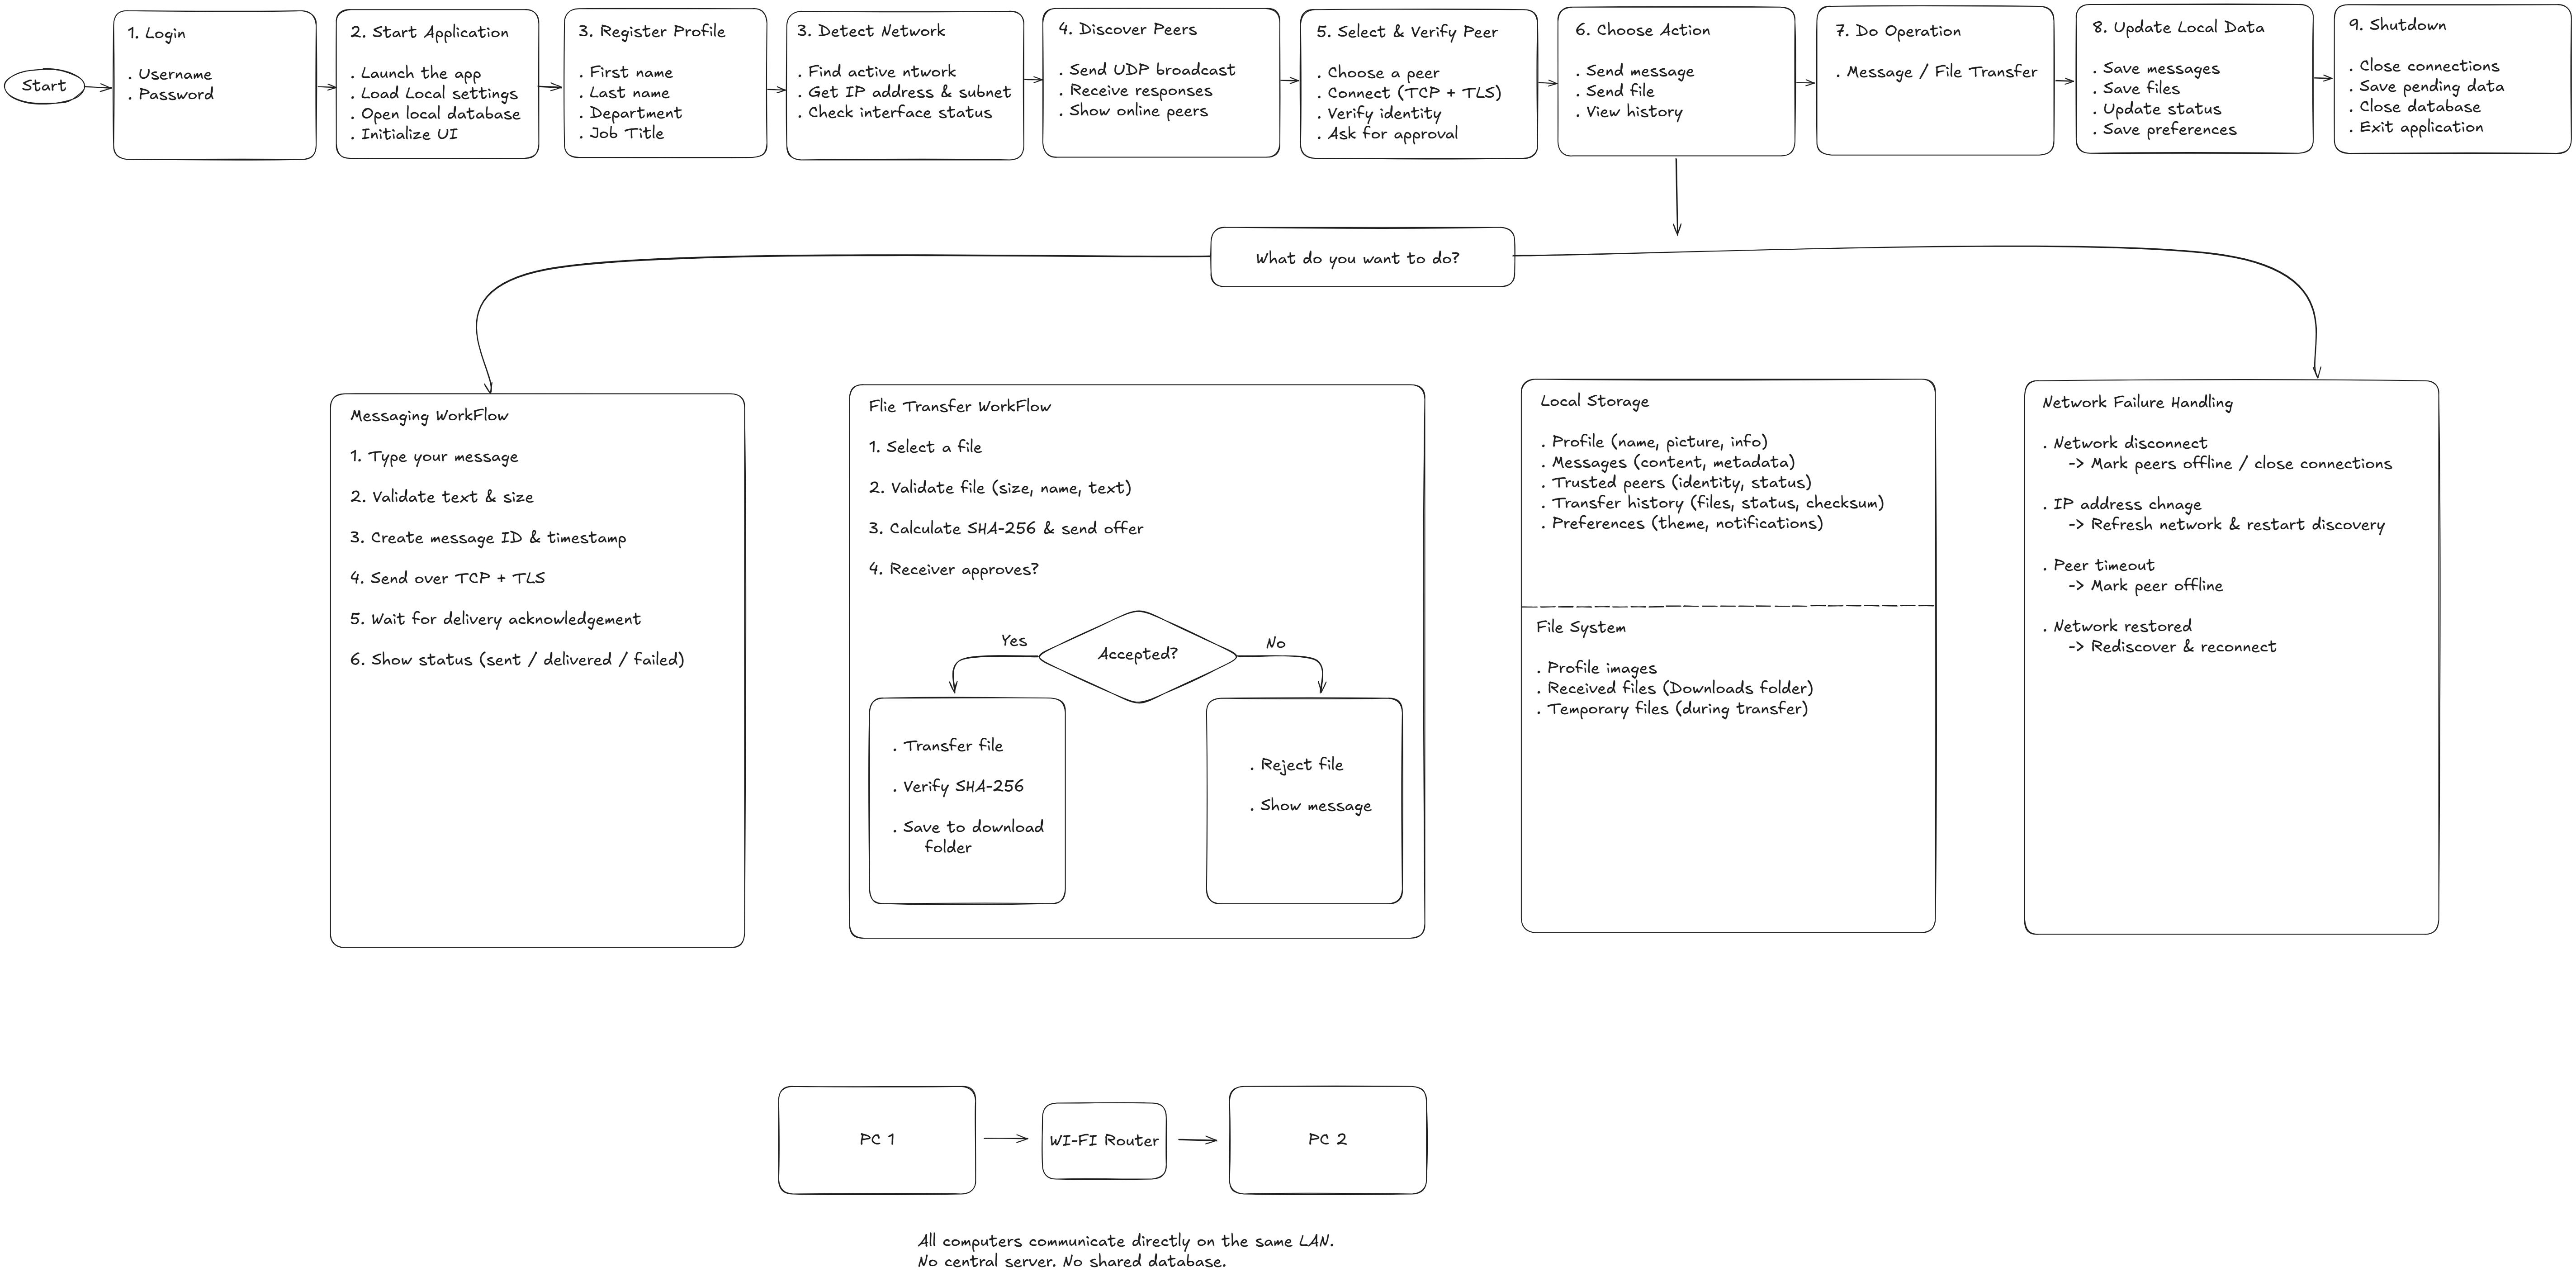 Start
1. Login
. Username
. Password
2. Start Application
. Launch the app
. Load Local settings
. Open local database
. Initialize UI
3. Register Profile
. First name
. Last name
. Department
. Job Title
3. Detect Network
. Find active ntwork
. Get IP address & subnet
. Check interface status
4. Discover Peers
. Send UDP broadcast
. Receive responses
. Show online peers
5. Select & Verify Peer
. Choose a peer
. Connect (TCP + TLS)
. Verify identity
. Ask for approval
6. Choose Action
. Send message
. Send file
. View history
7. Do Operation
. Message / File Transfer
8. Update Local Data
. Save messages
. Save files
. Update status
. Save preferences
9. Shutdown
. Close connections
. Save pending data
. Close database
. Exit application
What do you want to do?
Messaging WorkFlow
1. Type your message
2. Validate text & size
3. Create message ID & timestamp
4. Send over TCP + TLS
5. Wait for delivery acknowledgement
6. Show status (sent / delivered / failed)
Flie Transfer WorkFlow
1. Select a file
2. Validate file (size, name, text)
3. Calculate SHA-256 & send offer
4. Receiver approves?
Yes
Accepted?
No
. Transfer file
. Verify SHA-256
. Save to download
folder
. Reject file
. Show message
Local Storage
. Profile (name, picture, info)
. Messages (content, metadata)
. Trusted peers (identity, status)
. Transfer history (files, status, checksum)
. Preferences (theme, notifications)
File System
. Profile images
. Received files (Downloads folder)
. Temporary files (during transfer)
Network Failure Handling
. Network disconnect
-> Mark peers offline / close connections
. IP address chnage
-> Refresh network & restart discovery
. Peer timeout
-> Mark peer offline
. Network restored
-> Rediscover & reconnect
PC 1
WI-FI Router
PC 2
All computers communicate directly on the same LAN.
No central server. No shared database.